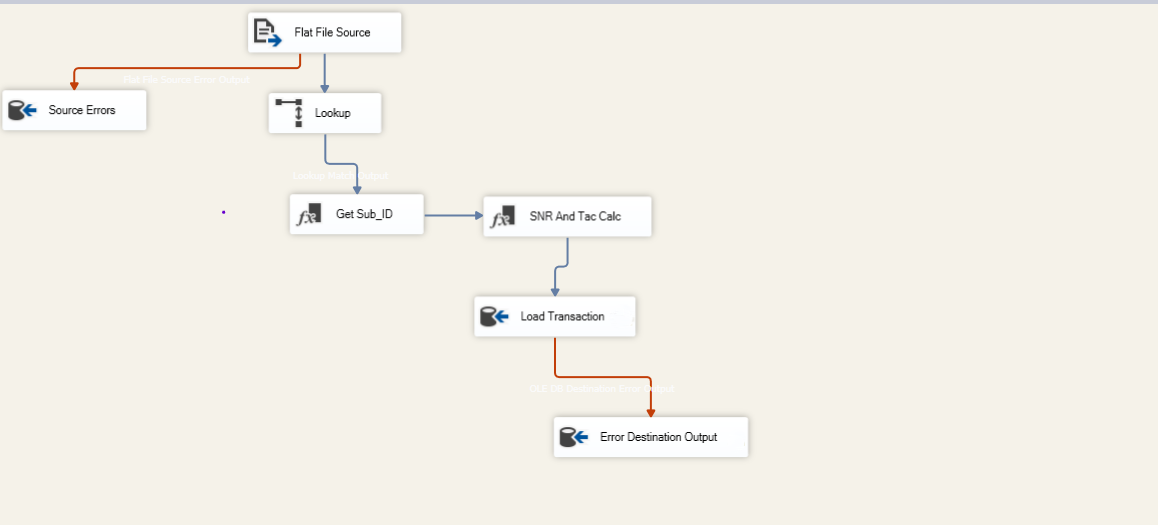 Flat File Source
Flat File Source Error Output
Source Errors
Lookup
Lookup Match Output
Get Sub_ID
SNR And Tac Calc
Load Transaction
OLE DB Destination Error Output
Error Destination Output